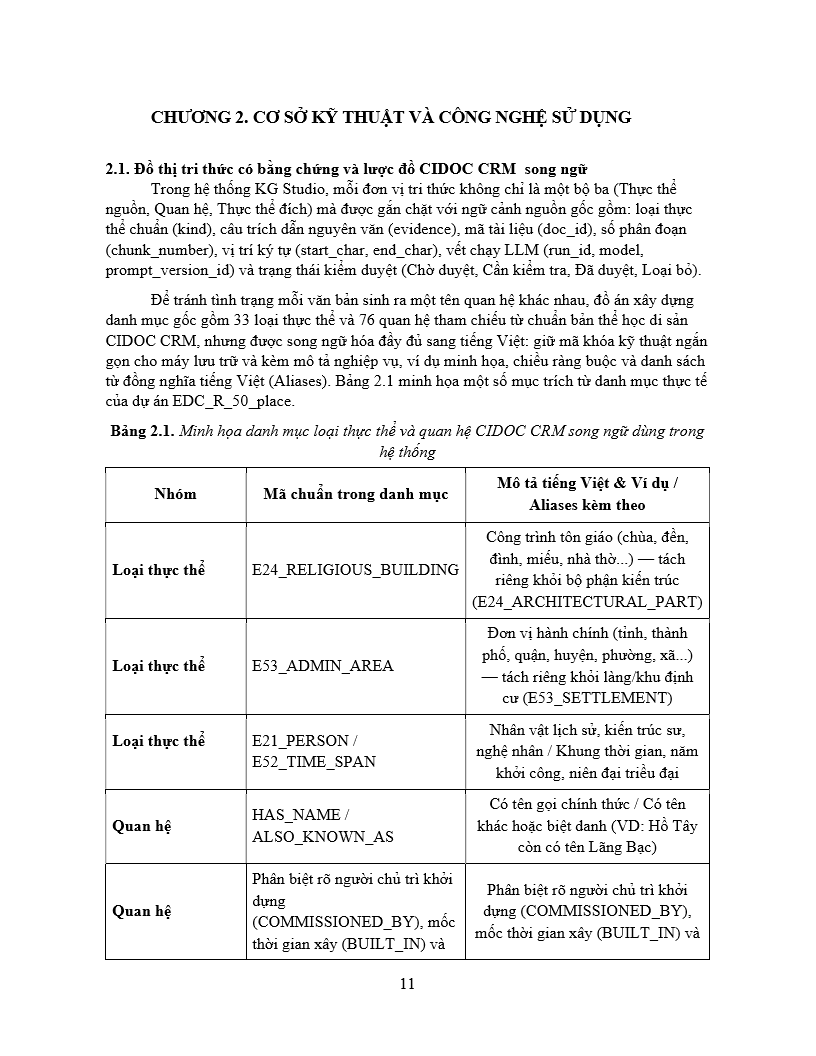 CHƯƠNG 2. CƠ SỞ KỸ THUẬT VÀ CÔNG NGHỆ SỬ DỤNG
2.1. Đồ thị tri thức có bằng chứng và lược đồ CIDOC CRM  song ngữ
Trong hệ thống KG Studio, mỗi đơn vị tri thức không chỉ là một bộ ba (Thực thể
nguồn, Quan hệ, Thực thể đích) mà được gắn chặt với ngữ cảnh nguồn gốc gồm: loại thực
thể chuẩn (kind), câu trích dẫn nguyên văn (evidence), mã tài liệu (doc_id), số phân đoạn
(chunk_number), vị trí ký tự (start_char, end_char), vết chạy LLM (run_id, model,
prompt_version_id) và trạng thái kiểm duyệt (Chờ duyệt, Cần kiểm tra, Đã duyệt, Loại bỏ).
Để tránh tình trạng mỗi văn bản sinh ra một tên quan hệ khác nhau, đồ án xây dựng
danh mục gốc gồm 33 loại thực thể và 76 quan hệ tham chiếu từ chuẩn bản thể học di sản
CIDOC CRM, nhưng được song ngữ hóa đầy đủ sang tiếng Việt: giữ mã khóa kỹ thuật ngắn
gọn cho máy lưu trữ và kèm mô tả nghiệp vụ, ví dụ minh họa, chiều ràng buộc và danh sách
từ đồng nghĩa tiếng Việt (Aliases). Bảng 2.1 minh họa một số mục trích từ danh mục thực tế
của dự án EDC_R_50_place.
Bảng 2.1. Minh họa danh mục loại thực thể và quan hệ CIDOC CRM song ngữ dùng trong
hệ thống
Nhóm
Mã chuẩn trong danh mục
Mô tả tiếng Việt & Ví dụ /
Aliases kèm theo
Loại thực thể
E24_RELIGIOUS_BUILDING
Công trình tôn giáo (chùa, đền,
đình, miếu, nhà thờ...) — tách
riêng khỏi bộ phận kiến trúc
(E24_ARCHITECTURAL_PART)
Loại thực thể
E53_ADMIN_AREA
Đơn vị hành chính (tỉnh, thành
phố, quận, huyện, phường, xã...)
— tách riêng khỏi làng/khu định
cư (E53_SETTLEMENT)
Loại thực thể
E21_PERSON /
E52_TIME_SPAN
Nhân vật lịch sử, kiến trúc sư,
nghệ nhân / Khung thời gian, năm
khởi công, niên đại triều đại
Quan hệ
HAS_NAME /
ALSO_KNOWN_AS
Có tên gọi chính thức / Có tên
khác hoặc biệt danh (VD: Hồ Tây
còn có tên Lãng Bạc)
Quan hệ
Phân biệt rõ người chủ trì khởi
dựng
(COMMISSIONED_BY), mốc
thời gian xây (BUILT_IN) và
Phân biệt rõ người chủ trì khởi
dựng (COMMISSIONED_BY),
mốc thời gian xây (BUILT_IN) và
11